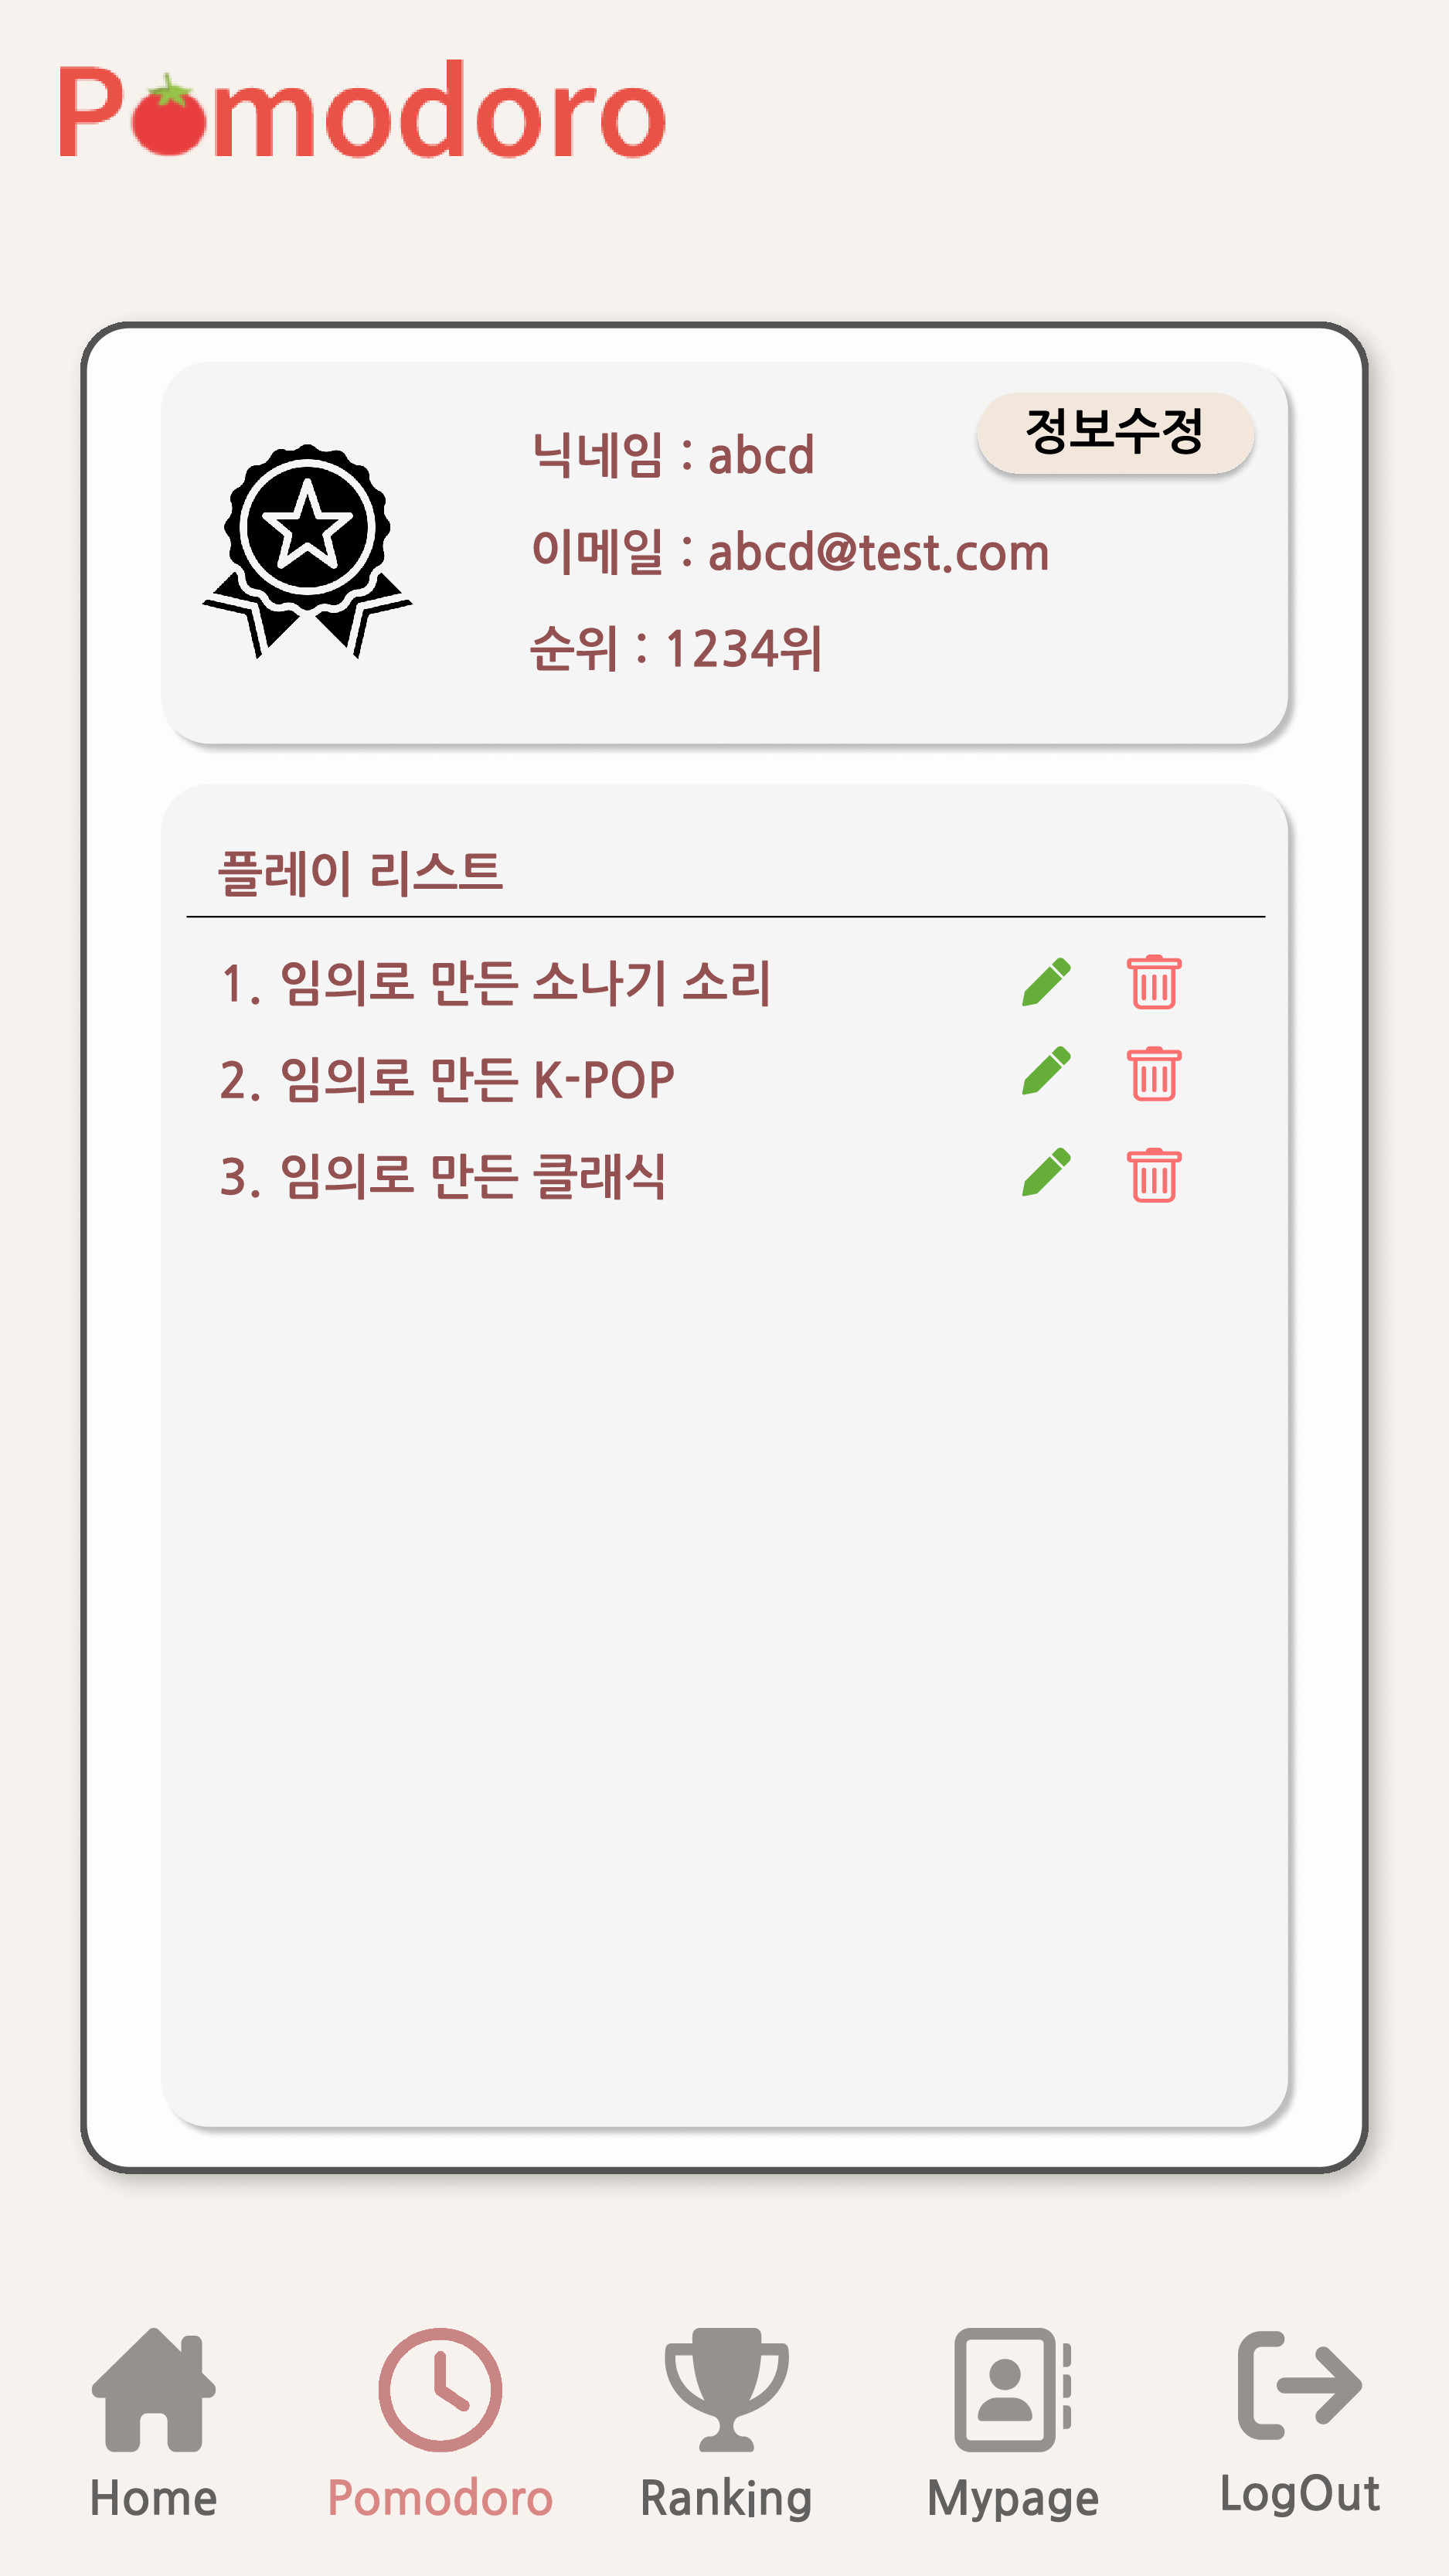 Pomodoro
정보수정
닉네임 : abcd
이메일 : abcd@test.com
순위 : 1234위
플레이 리스트
1. 임의로 만든 소나기 소리
2. 임의로 만든 K-POP
3. 임의로 만든 클래식
Home Pomodoro Ranking Mypage LogOut